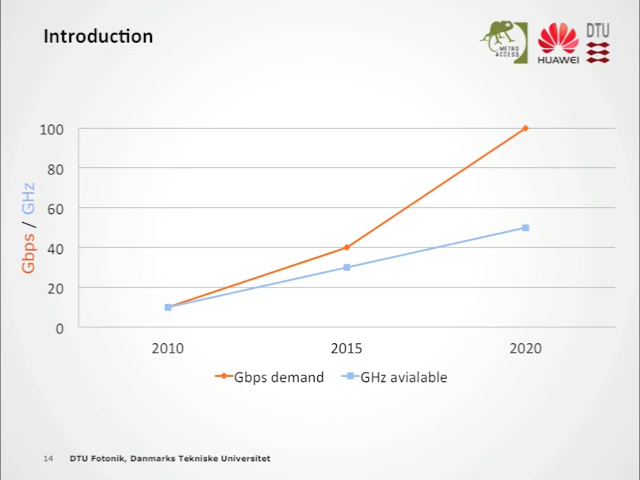 Introduction
METRO
ACCESS
HUAWEI
DTU
100
80
60
40
20
0
Gbps / GHz
2010 2015 2020
Gbps demand GHz avialable
14 DTU Fotonik, Danmarks Tekniske Universitet